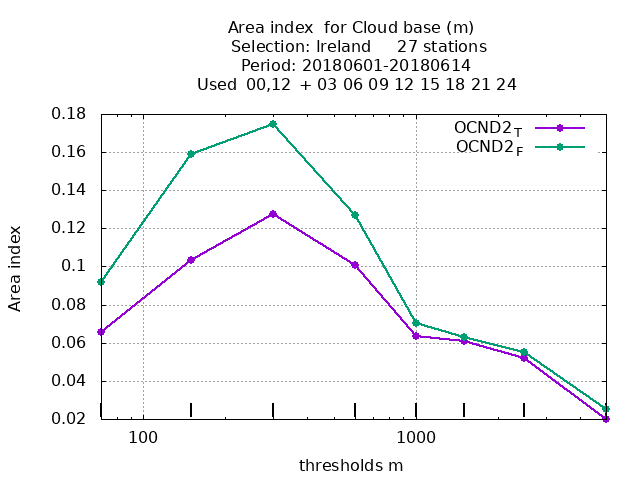 Area index for Cloud base (m)
Selection: Ireland 27 stations
Period: 20180601-20180614
Used 00,12 + 03 06 09 12 15 18 21 24
OCND2T
OCND2F
0.18
0.16
0.14
0.12
0.1
0.08
0.06
0.04
0.02
Area index
100
1000
thresholds m